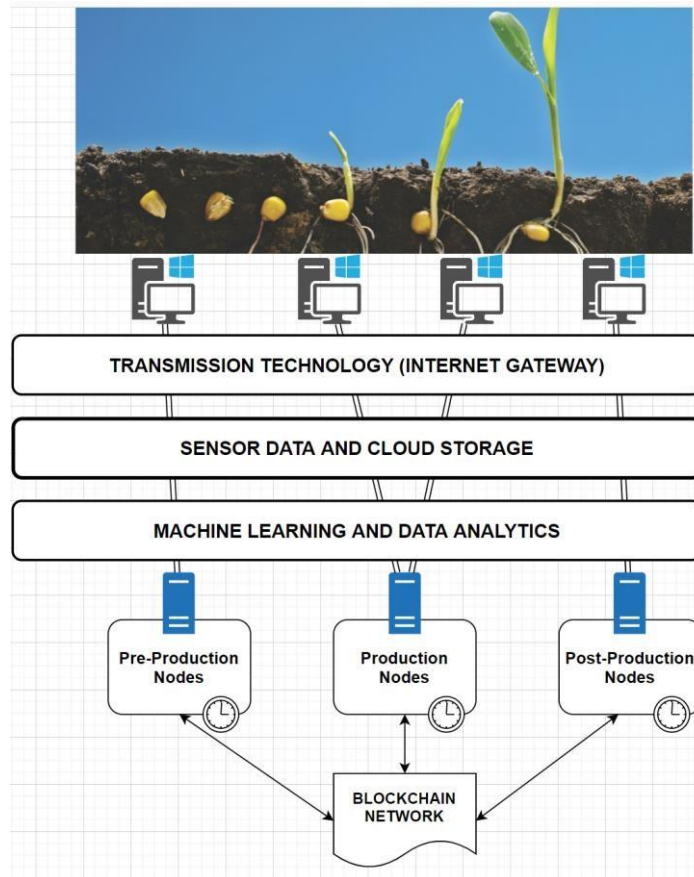 TRANSMISSION TECHNOLOGY (INTERNET GATEWAY)
SENSOR DATA AND CLOUD STORAGE
MACHINE LEARNING AND DATA ANALYTICS
Pre-Production
Nodes
Production
Nodes
Post-Production
Nodes
BLOCKCHAIN
NETWORK